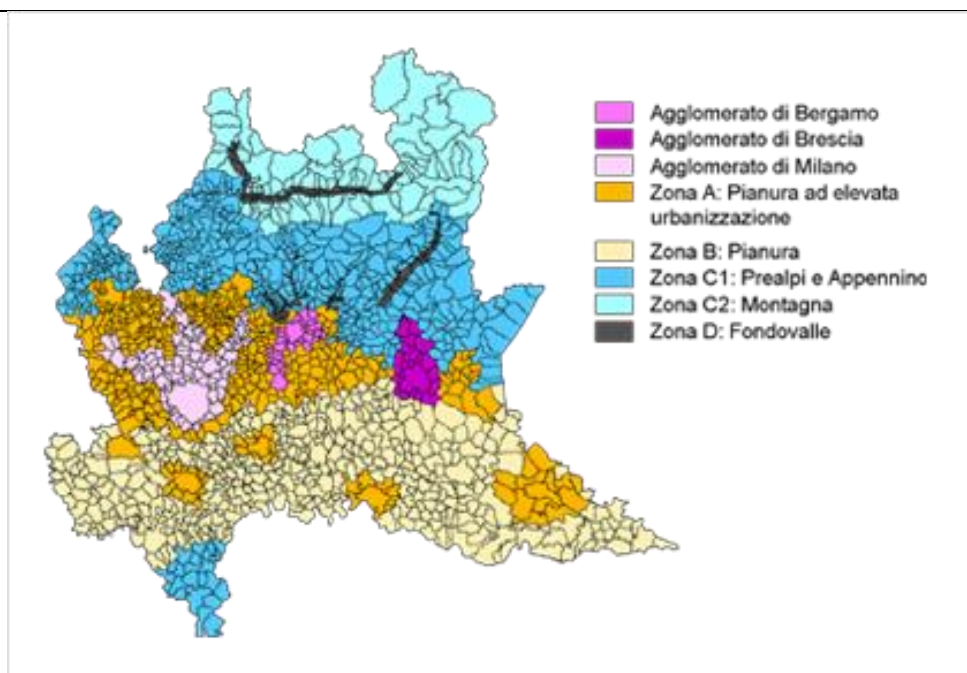 Agglomerato di Bergamo
Agglomerato di Brescia
Agglomerato di Milano
Zona A: Pianura ad elevata
urbanizzazione
Zona B: Pianura
Zona C1: Prealpi e Appennino
Zona C2: Montagna
Zona D: Fondovalle